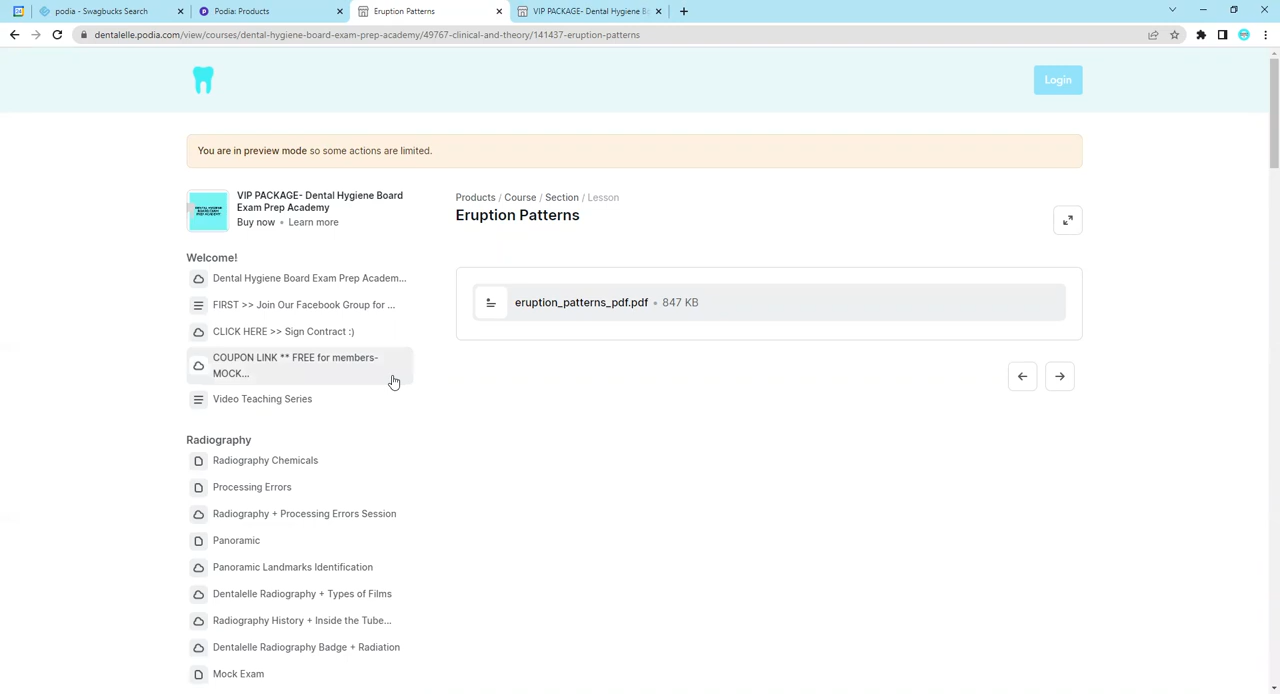 podia - Swagbucks Search
Podia: Products
Eruption Patterns
VIP PACKAGE- Dental Hygiene B
dentalelle.podia.com/view/courses/dental-hygiene-board-exam-prep-academy/49767-clinical-and-theory/141437-eruption-patterns
Login
You are in preview mode so some actions are limited.
VIP PACKAGE- Dental Hygiene Board
Exam Prep Academy
Buy now • Learn more
Products / Course / Section / Lesson
Eruption Patterns
eruption_patterns_pdf.pdf • 847 KB
Welcome!
Dental Hygiene Board Exam Prep Academ...
FIRST >> Join Our Facebook Group for ...
CLICK HERE >> Sign Contract :)
COUPON LINK ** FREE for members-
MOCK...
Video Teaching Series
Radiography
Radiography Chemicals
Processing Errors
Radiography + Processing Errors Session
Panoramic
Panoramic Landmarks Identification
Dentalelle Radiography + Types of Films
Radiography History + Inside the Tube...
Dentalelle Radiography Badge + Radiation
Mock Exam